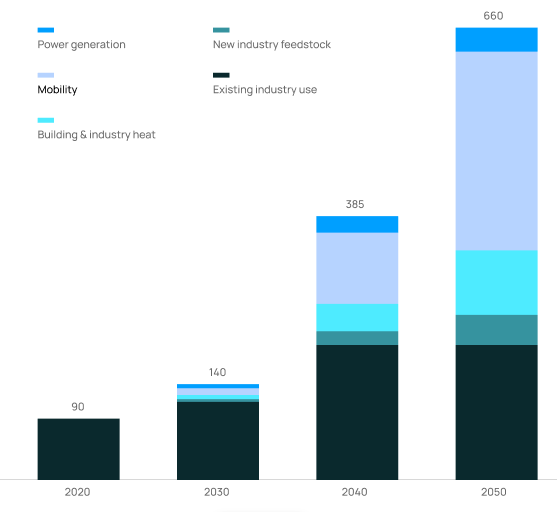 Power generation
New industry feedstock
Mobility
Existing industry use
Building & industry heat
90
140
385
660
2020
2030
2040
2050